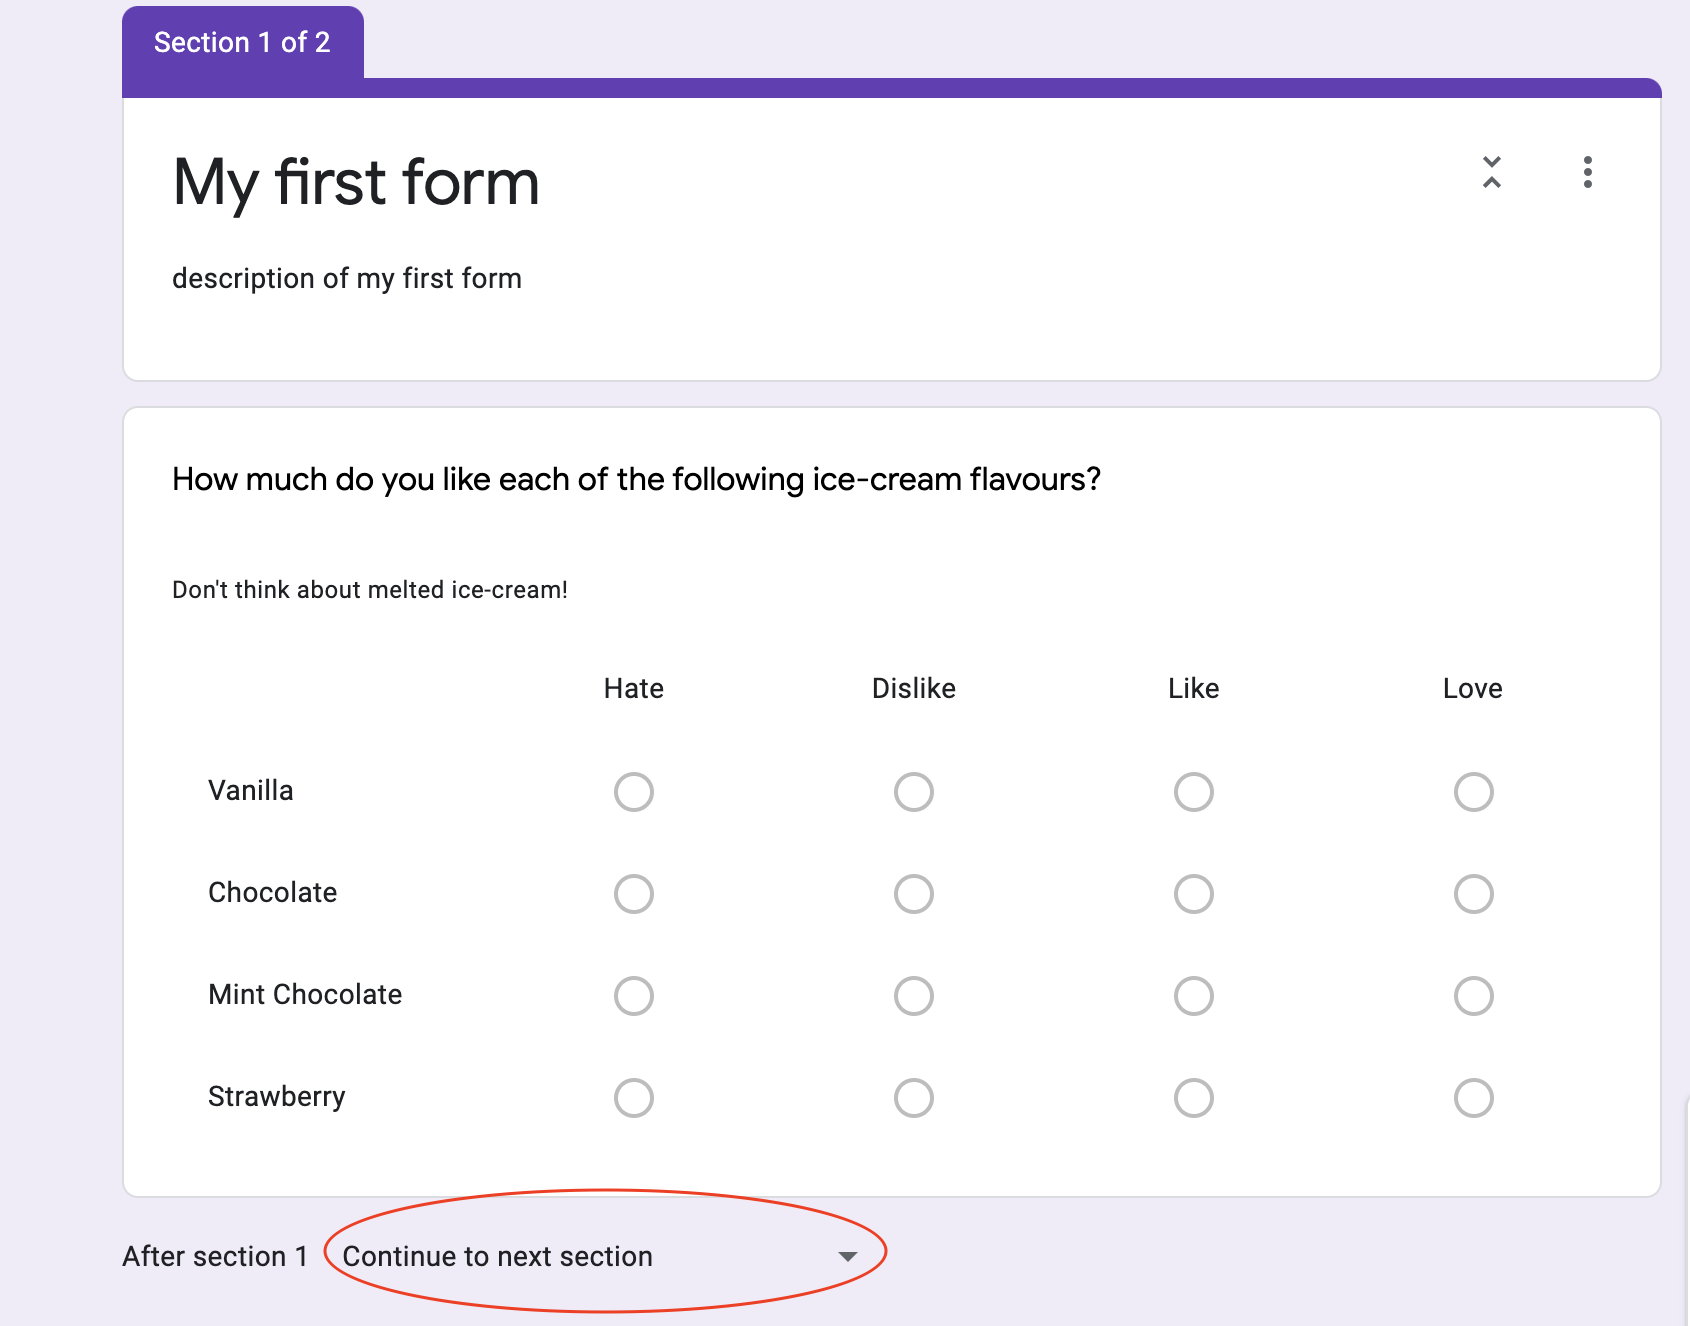 Section 1 of 2
My first form
description of my first form
How much do you like each of the following ice-cream flavours?
Don't think about melted ice-cream!
Hate Dislike Like Love
Vanilla
Chocolate
Mint Chocolate
Strawberry
After section 1 Continue to next section